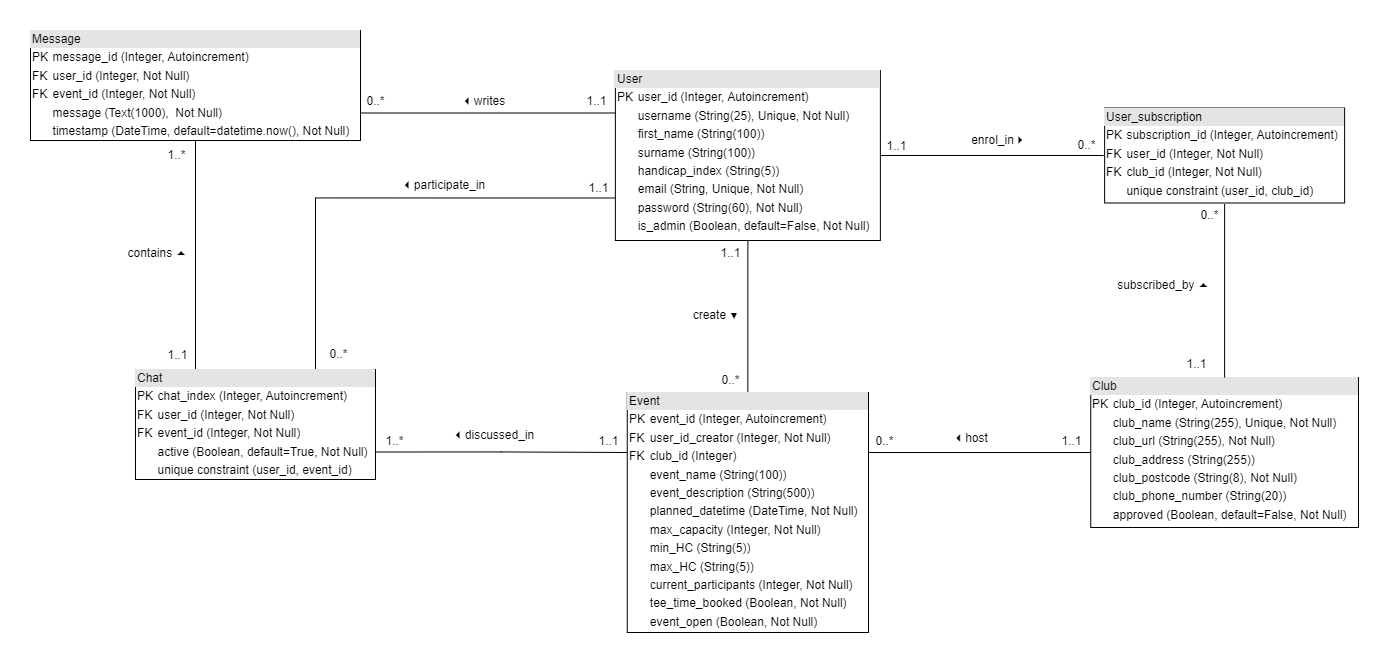 Message
PK message_id (Integer, Autoincrement)
FK user_id (Integer, Not Null)
FK event_id (Integer, Not Null)
message (Text(1000), Not Null)
timestamp (DateTime, default=datetime.now(), Not Null)
0..*
writes
1..1
User
PK user_id (Integer, Autoincrement)
username (String(25), Unique, Not Null)
first_name (String(100))
surname (String(100))
handicap_index (String(5))
email (String, Unique, Not Null)
password (String(60), Not Null)
is_admin (Boolean, default=False, Not Null)
1..1
enrol_in
0..*
User_subscription
PK subscription_id (Integer, Autoincrement)
FK user_id (Integer, Not Null)
FK club_id (Integer, Not Null)
unique constraint (user_id, club_id)
1..*
participate_in
1..1
0..*
contains
1..1
subscribed_by
create
1..1
0..*
1..1
0..*
Chat
PK chat_index (Integer, Autoincrement)
FK user_id (Integer, Not Null)
FK event_id (Integer, Not Null)
active (Boolean, default=True, Not Null)
unique constraint (user_id, event_id)
1..*
discussed_in
1..1
Event
PK event_id (Integer, Autoincrement)
FK user_id_creator (Integer, Not Null)
FK club_id (Integer)
event_name (String(100))
event_description (String(500))
planned_datetime (DateTime, Not Null)
max_capacity (Integer, Not Null)
min_HC (String(5))
max_HC (String(5))
current_participants (Integer, Not Null)
tee_time_booked (Boolean, Not Null)
event_open (Boolean, Not Null)
0..*
host
1..1
Club
PK club_id (Integer, Autoincrement)
club_name (String(255), Unique, Not Null)
club_url (String(255), Not Null)
club_address (String(255))
club_postcode (String(8), Not Null)
club_phone_number (String(20))
approved (Boolean, default=False, Not Null)